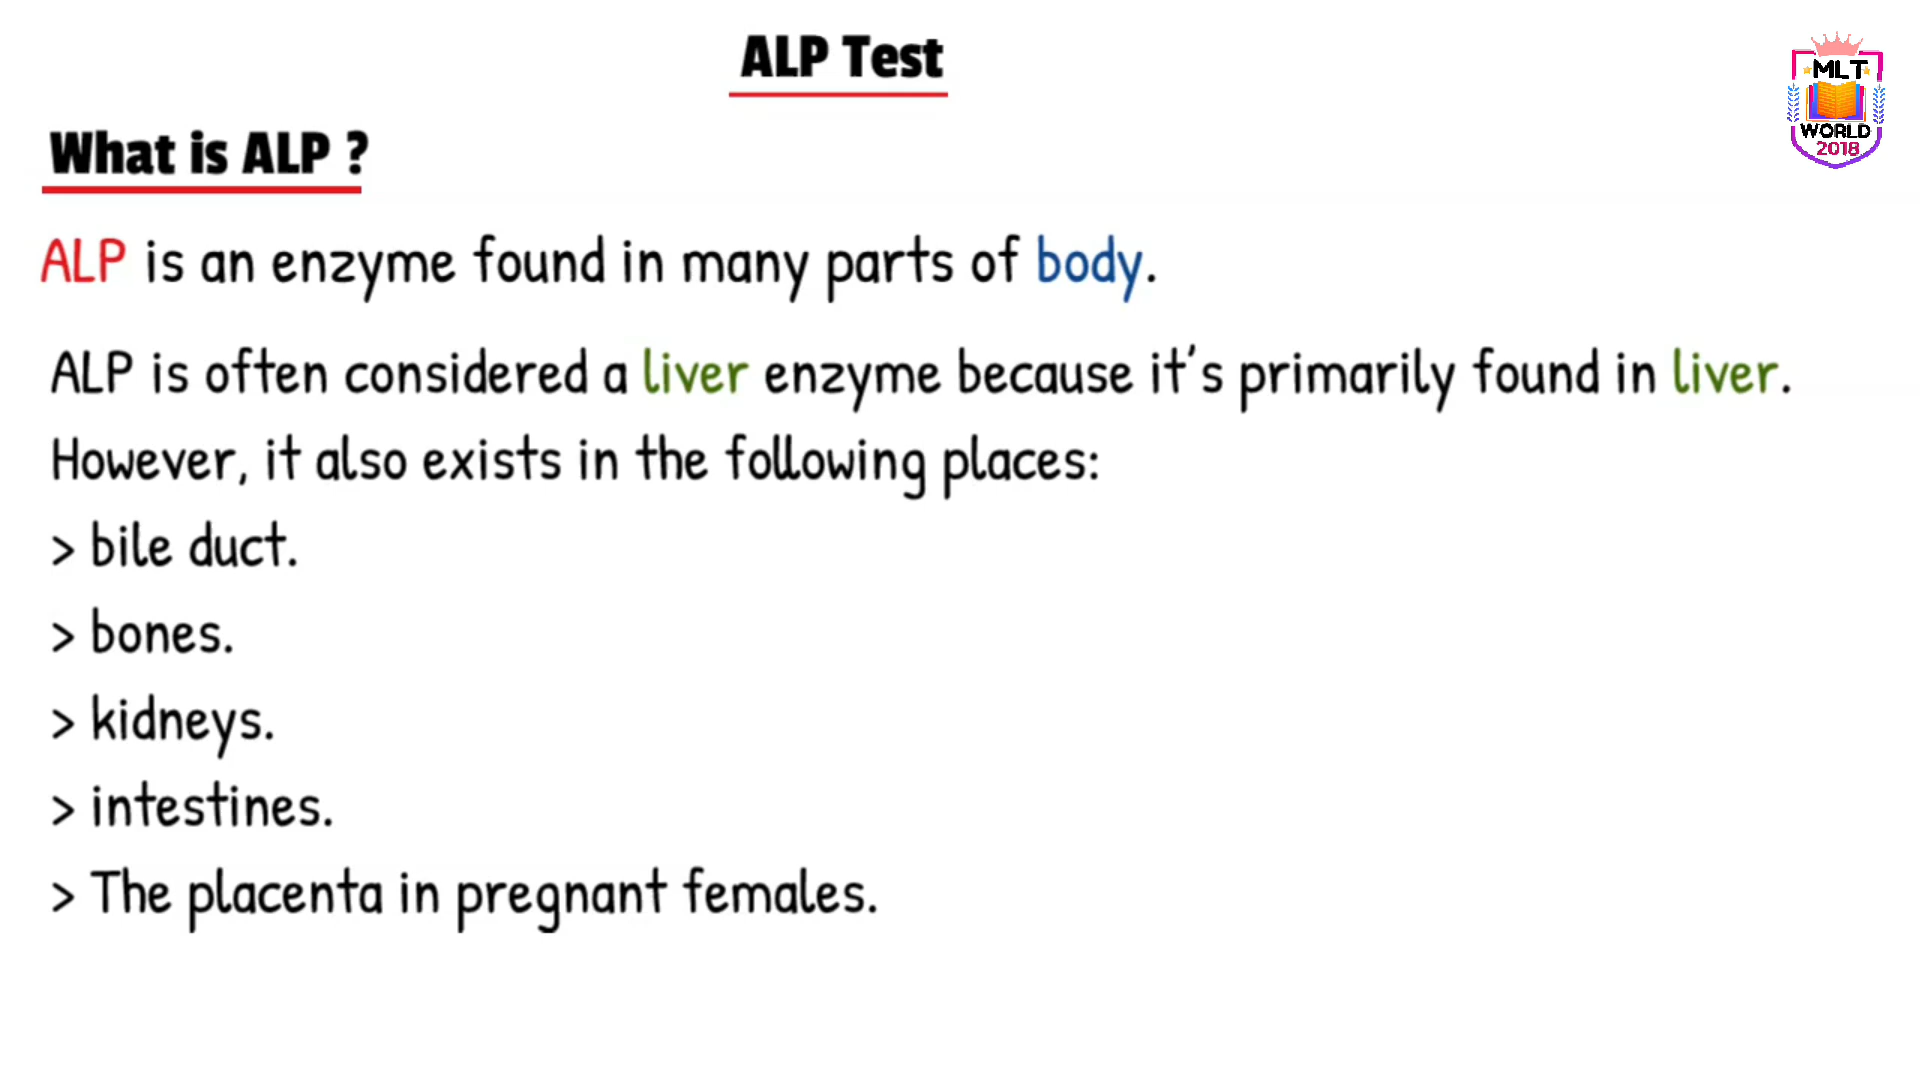 ALP Test
MLT
WORLD
2018
What is ALP ?
ALP is an enzyme found in many parts of body.
ALP is often considered a liver enzyme because it's primarily found in liver.
However, it also exists in the following places:
> bile duct.
> bones.
> kidneys.
> intestines.
> The placenta in pregnant females.